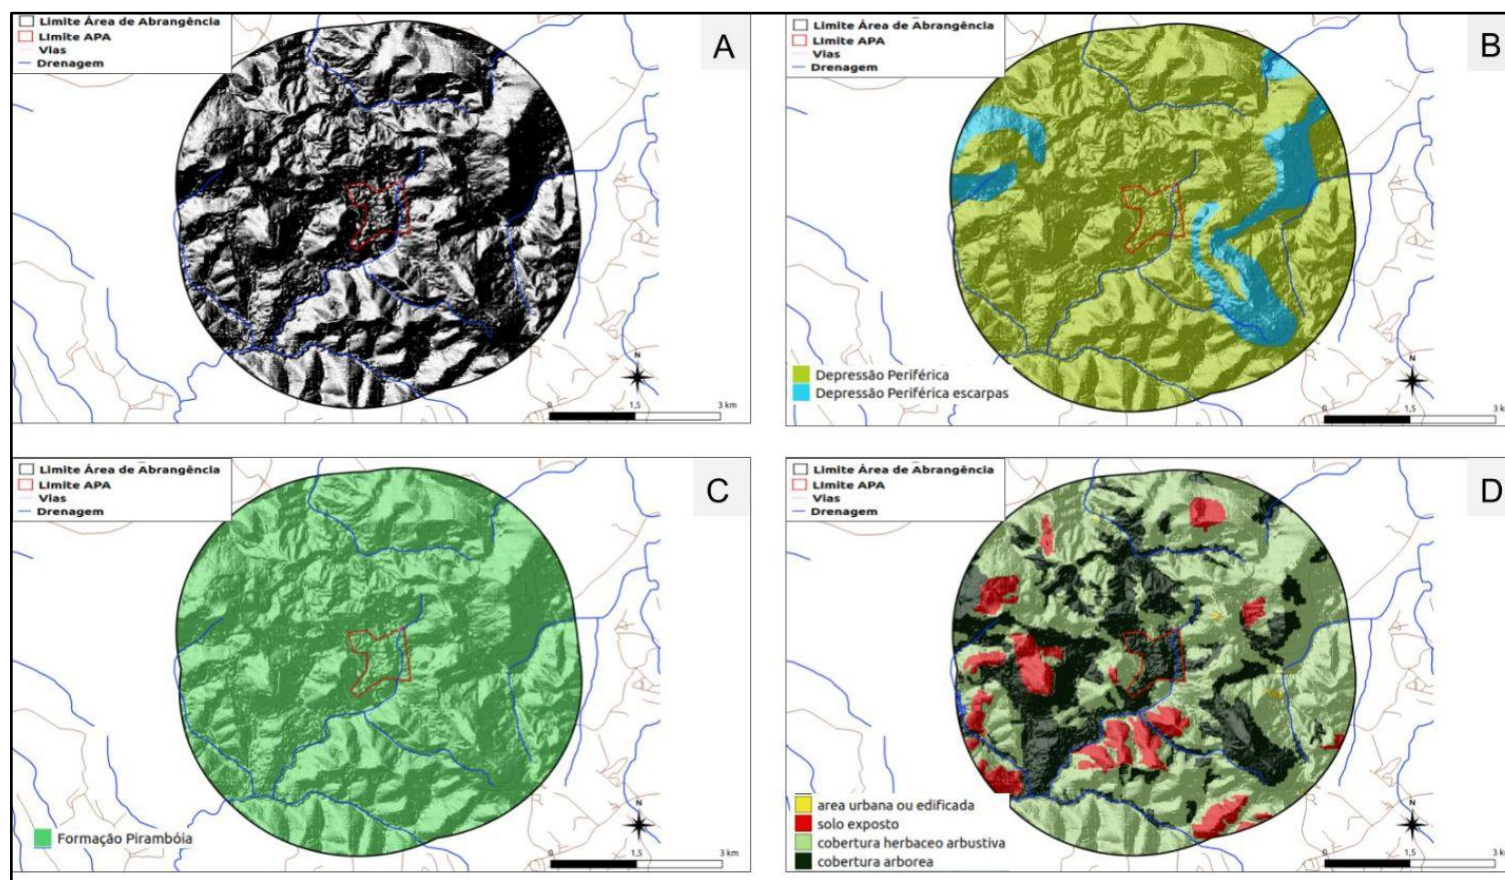 Limite Área de Abrangência
Limite APA
Vias
Drenagem
A
N
0 1,5 3 km
Limite Área de Abrangência
Limite APA
Vias
Drenagem
B
Depressão Periférica
Depressão Periférica escarpas
N
0 1,5 3 k
Limite Área de Abrangência
Limite APA
Vias
Drenagem
C
Formação Pirambóia
N
0 1,5 3 km
Limite Área de Abrangência
Limite APA
Vias
Drenagem
D
area urbana ou edificada
solo exposto
cobertura herbaceo arbustiva
cobertura arborea
N
0 1,5 3 k